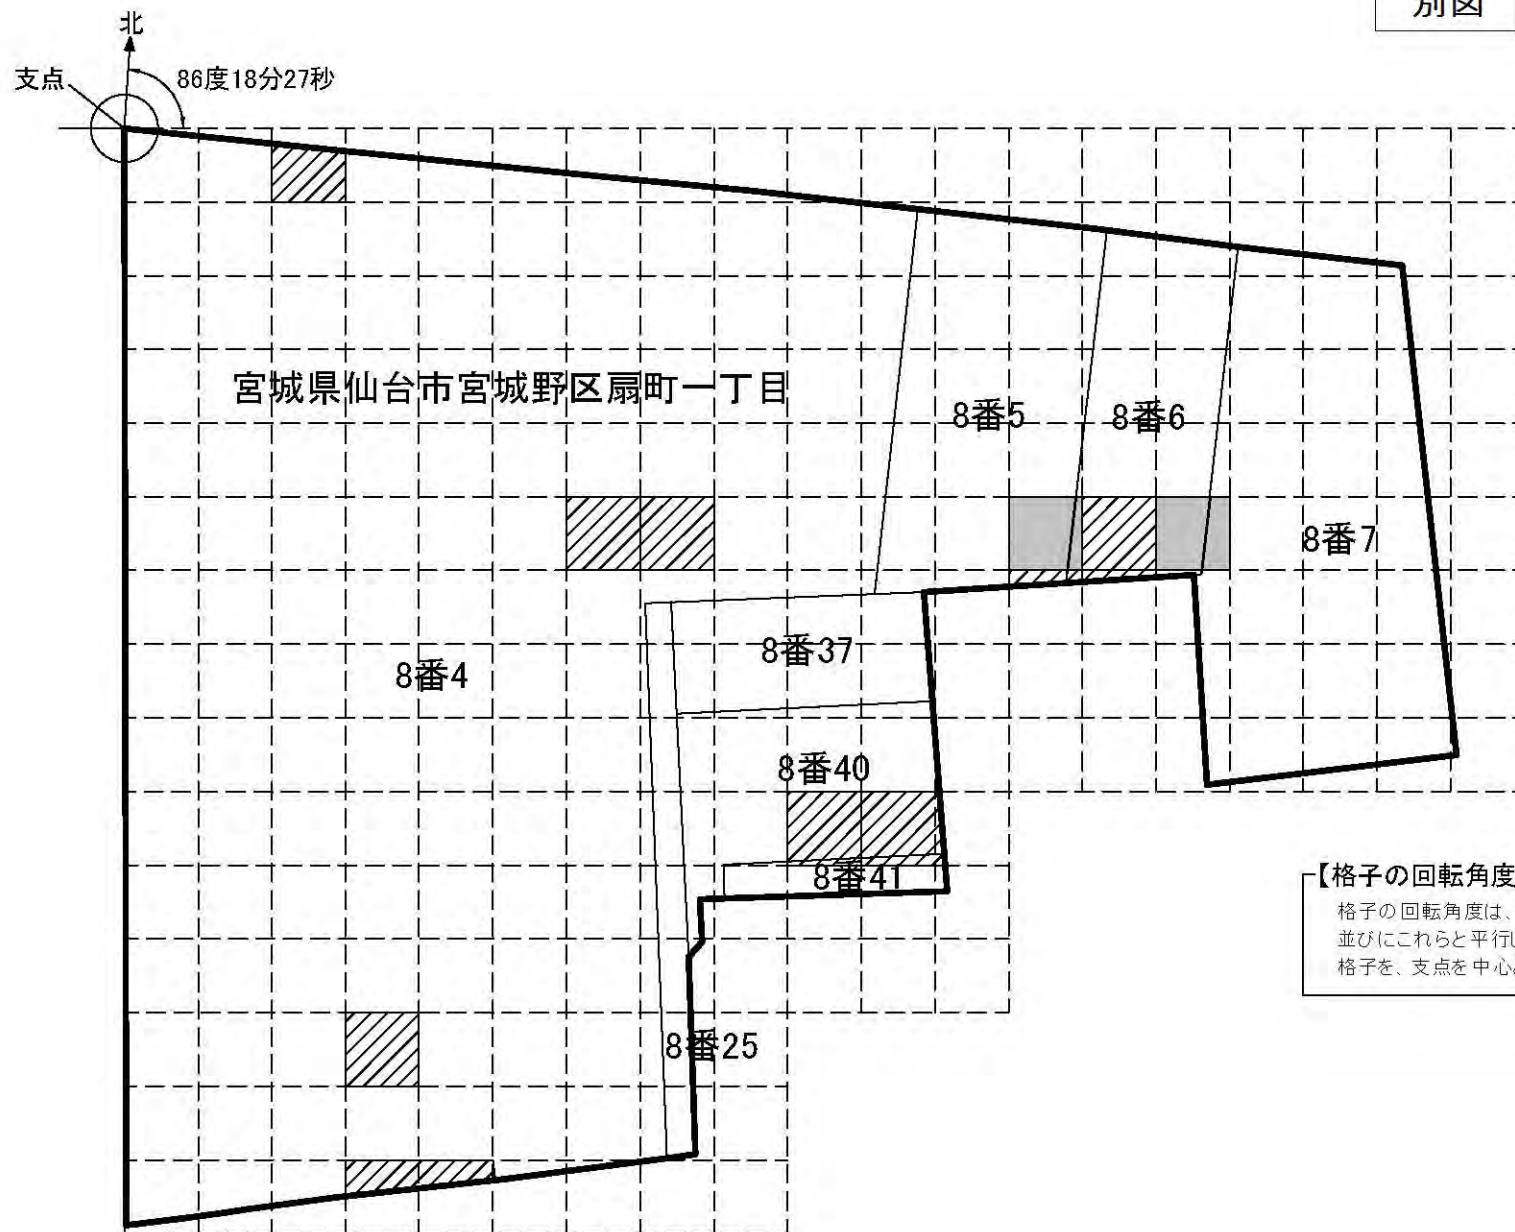 別図
北
支点
86度18分27秒
宮城県仙台市宮城野区扇町一丁目
8番5
8番6
8番7
8番37
8番4
8番40
8番41
8番25
【格子の回転角度
格子の回転角度は、
並びにこれらと平行し
格子を、支点を中心